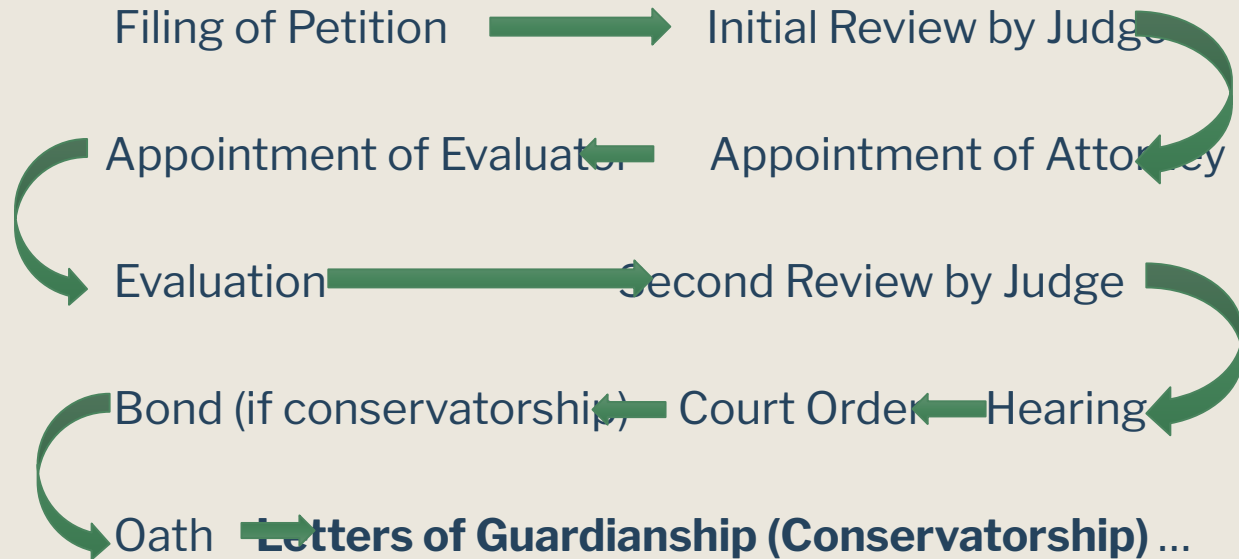 Filing of Petition Initial Review by Judge
Appointment of Evaluator Appointment of Attorney
Evaluation Second Review by Judge
Bond (if conservatorship) Court Order Hearing
Oath Letters of Guardianship (Conservatorship) ...